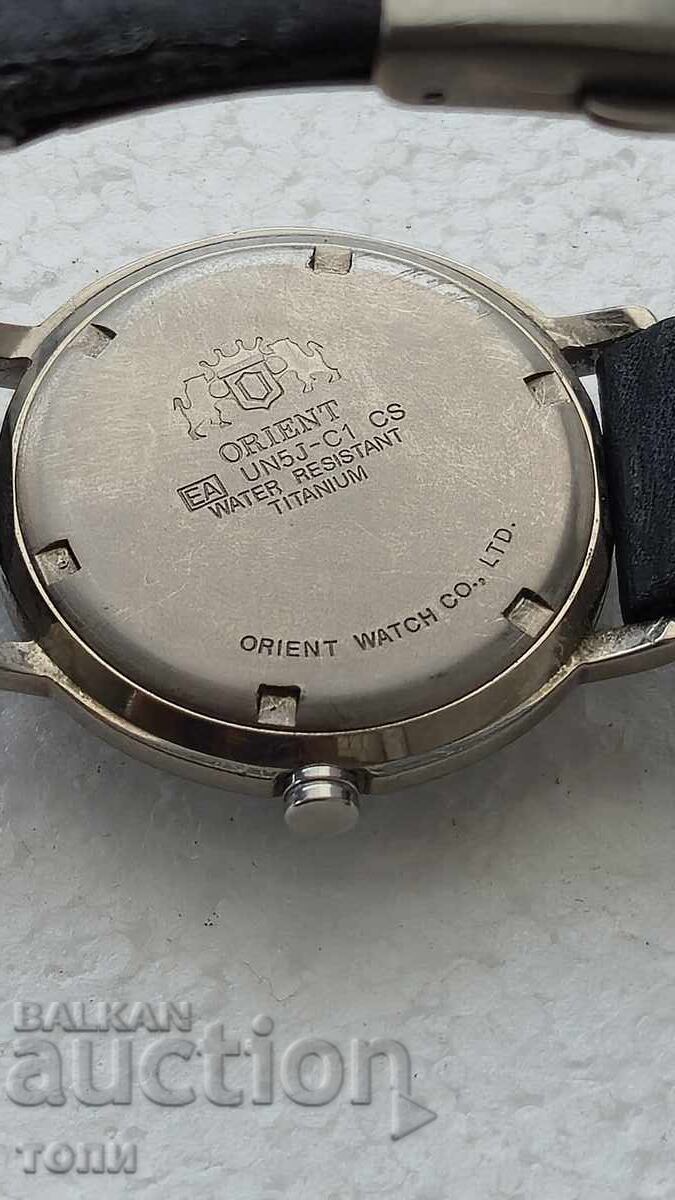 ORIENT
EA UN5J-C1 CS
WATER RESISTANT
TITANIUM
ORIENT WATCH CO., LTD.
BALKAN
auction
топи